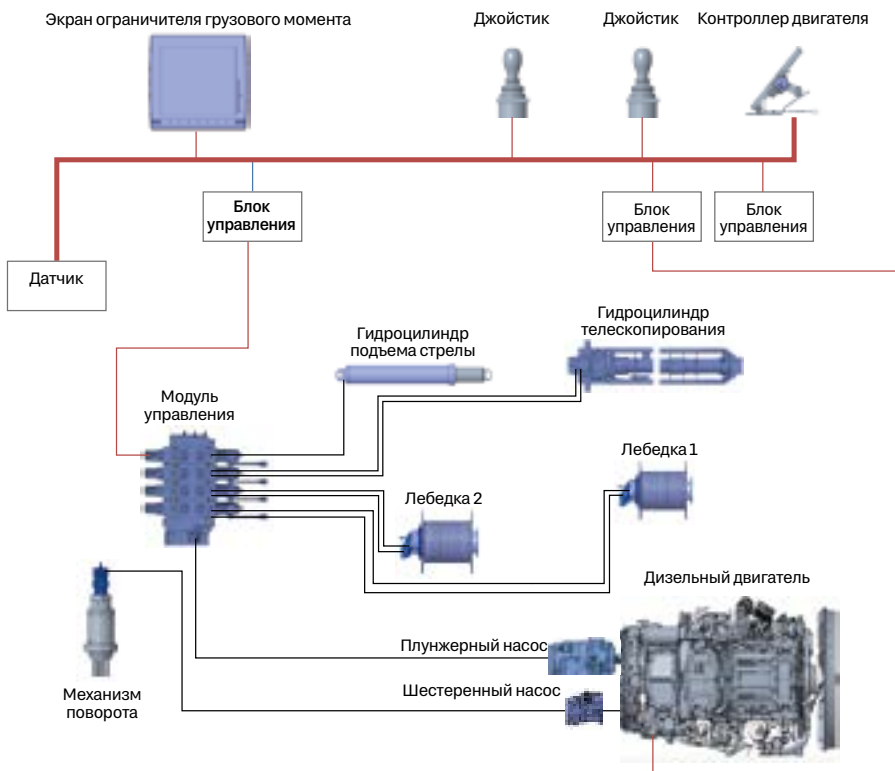 Экран ограничителя грузового момента
Джойстик
Джойстик
Контроллер двигателя
Блок
управления
Блок
управления
Блок
управления
Датчик
Гидроцилиндр
подъема стрелы
Гидроцилиндр
телескопирования
Модуль
управления
Лебедка 1
Лебедка 2
Дизельный двигатель
Плунжерный насос
Шестеренный насос
Механизм
поворота